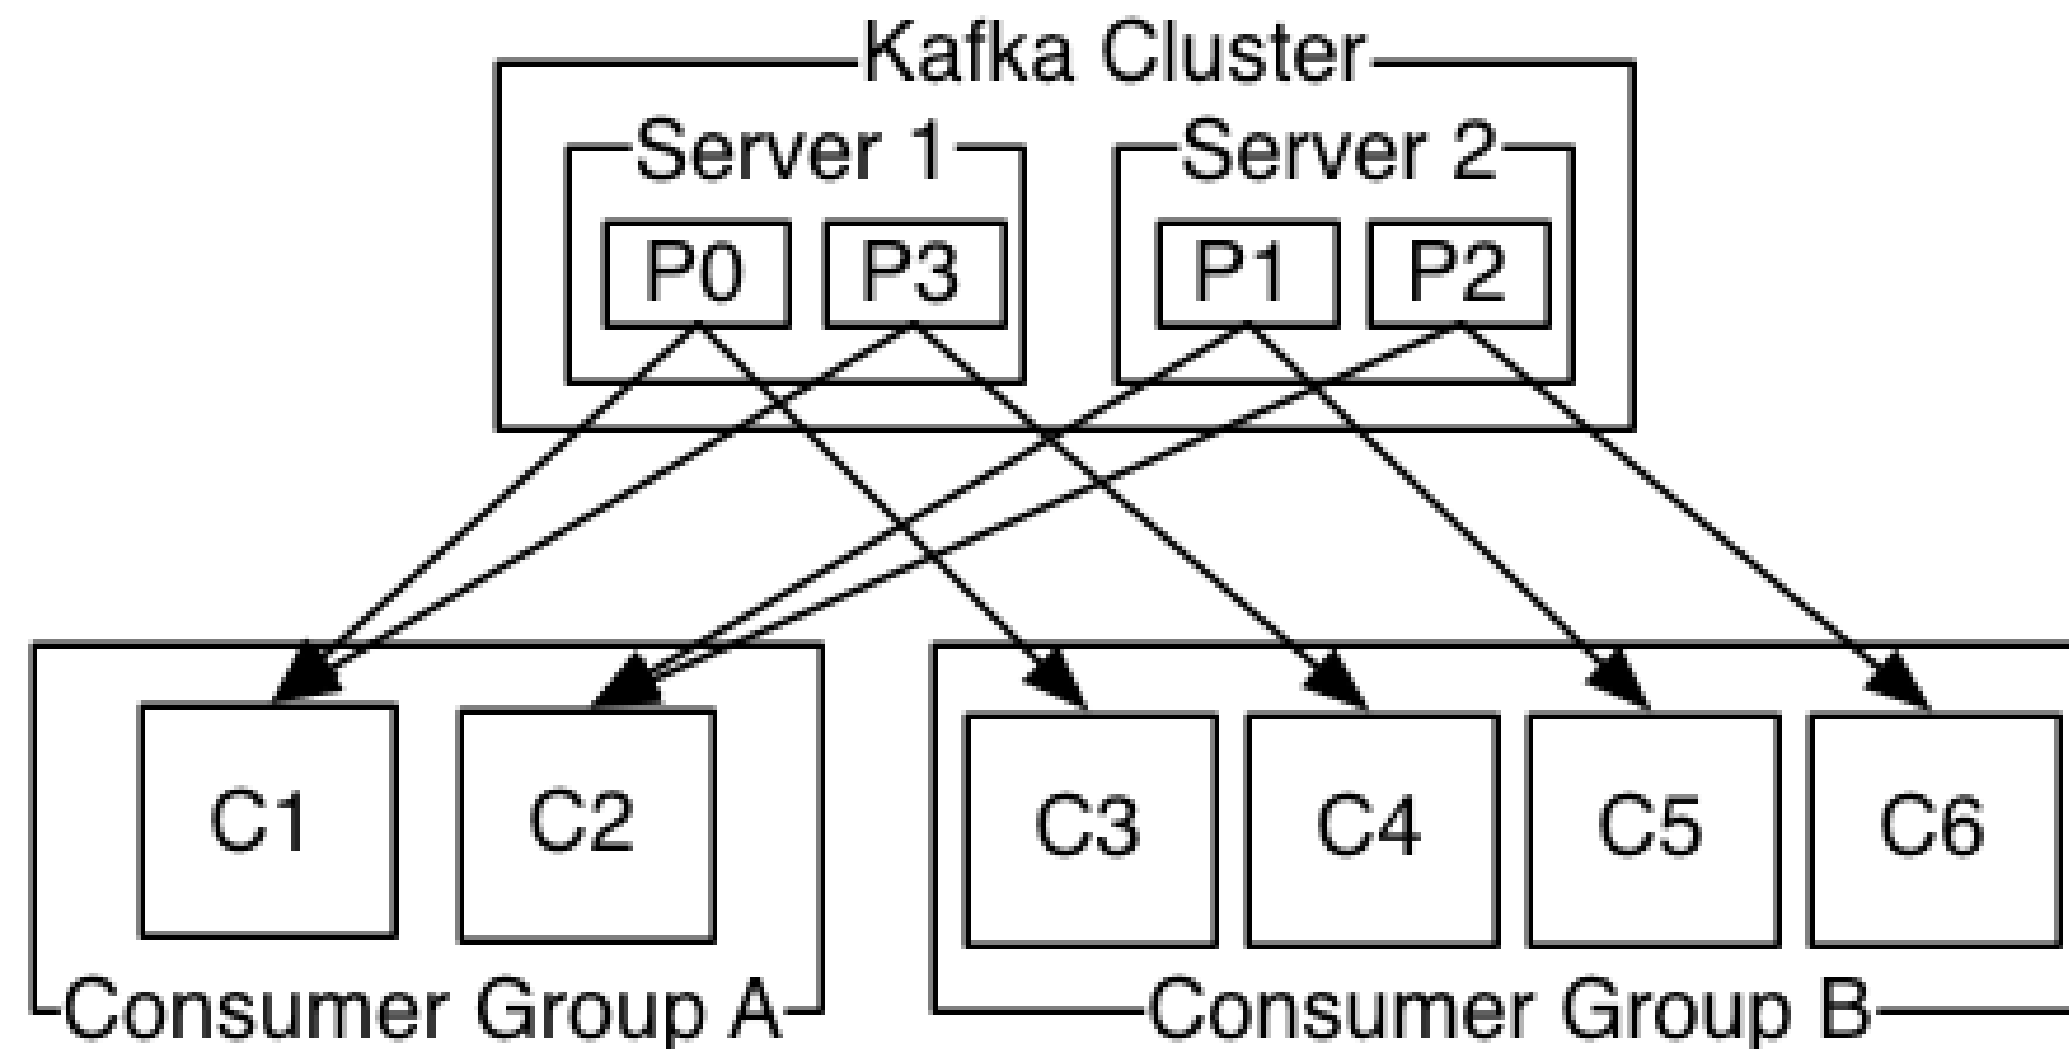 Kafka Cluster
Server 1
Server 2
P0
P3
P1
P2
C1
C2
C3
C4
C5
C6
Consumer Group A
Consumer Group B